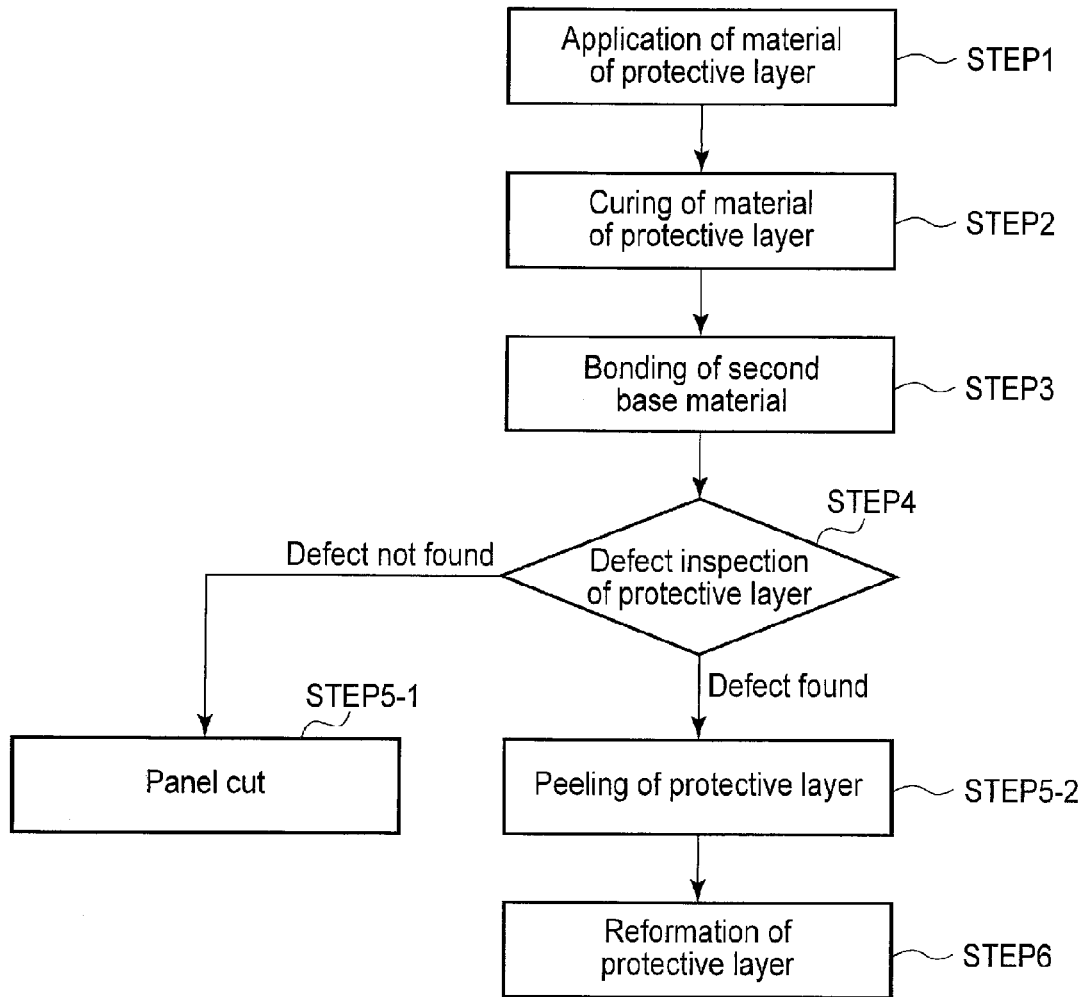 Application of material
of protective layer
STEP1
Curing of material
of protective layer
STEP2
Bonding of second
base material
STEP3
STEP4
Defect not found
Defect inspection
of protective layer
Defect found
STEP5-1
Panel cut
Peeling of protective layer
STEP5-2
Reformation of
protective layer
STEP6